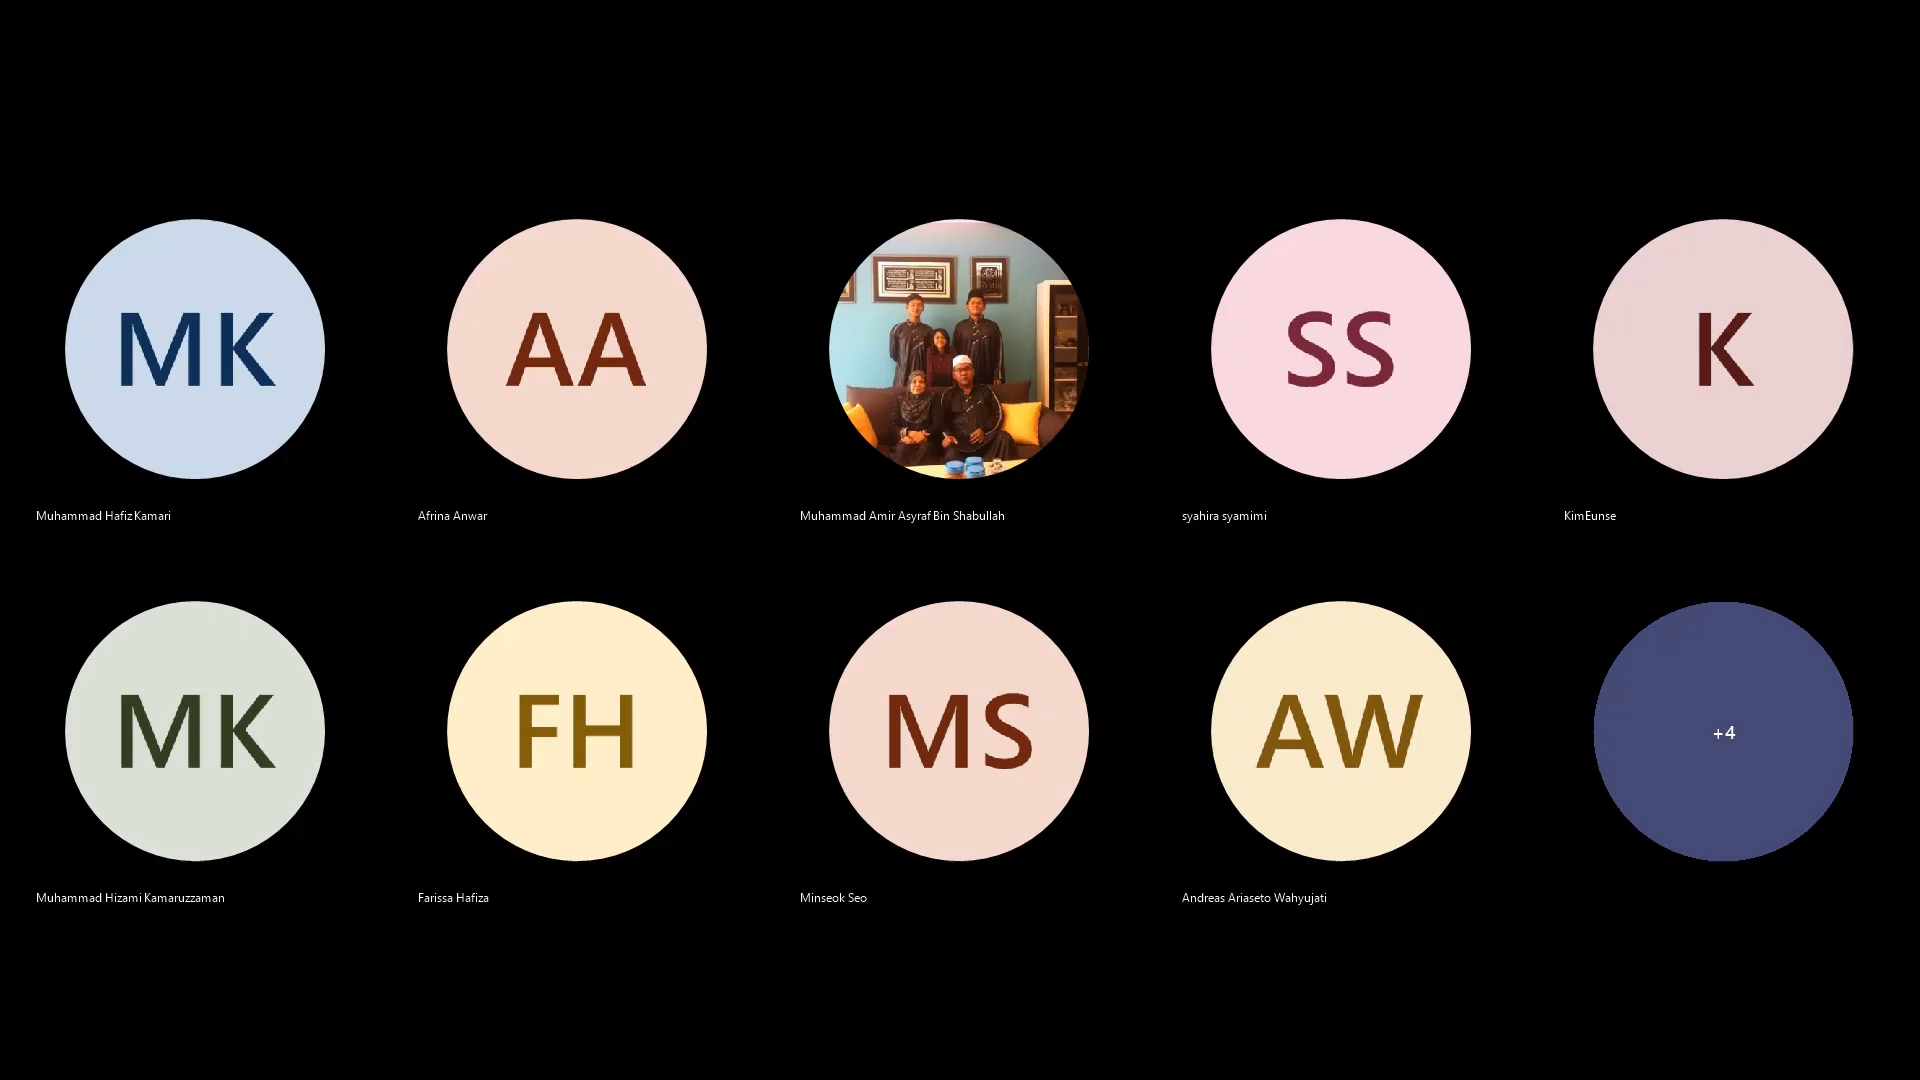 MK
AA
SS
K
Muhammad Hafiz Kamari
Afrina Anwar
Muhammad Amir Asyraf Bin Shabullah
syahira syamimi
KimEunse
MK
FH
MS
AW
+4
Muhammad Hizami Kamaruzzaman
Farissa Hafiza
Minseok Seo
Andreas Ariaseto Wahyujati